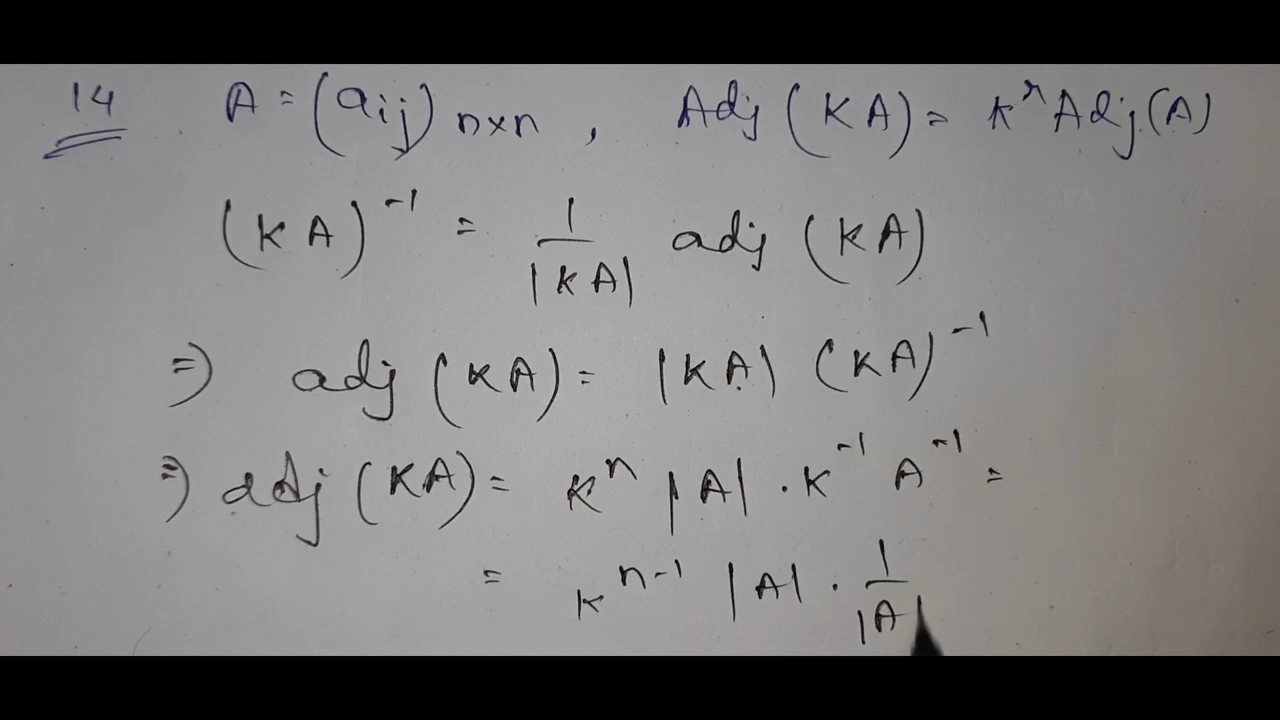 14 A = (aij) n×n , Adj (KA) = K^r Adj(A)
(KA)^-1 = 1/|KA| adj (KA)
⇒) adj (KA) = |KA| (KA)^-1
⇒) adj (KA) = K^n |A| . K^-1 A^-1 =
= K^n-1 |A| . 1/|A|